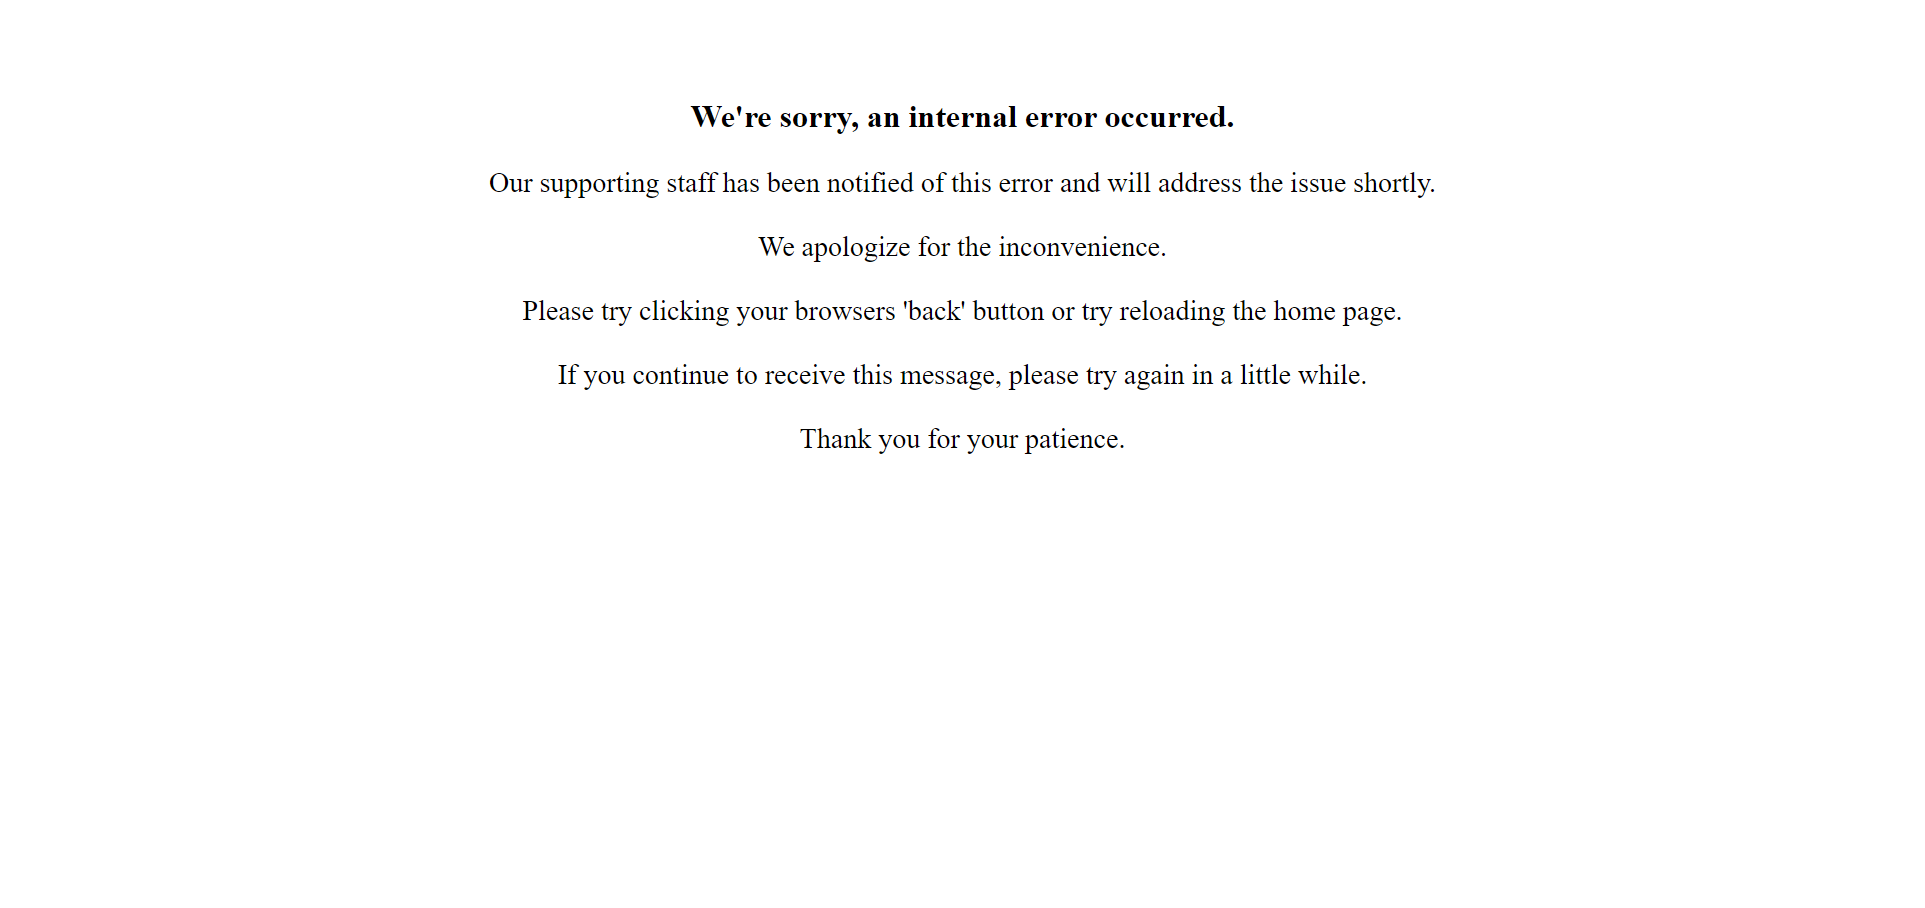 We're sorry, an internal error occurred.
Our supporting staff has been notified of this error and will address the issue shortly.
We apologize for the inconvenience.
Please try clicking your browsers 'back' button or try reloading the home page.
If you continue to receive this message, please try again in a little while.
Thank you for your patience.